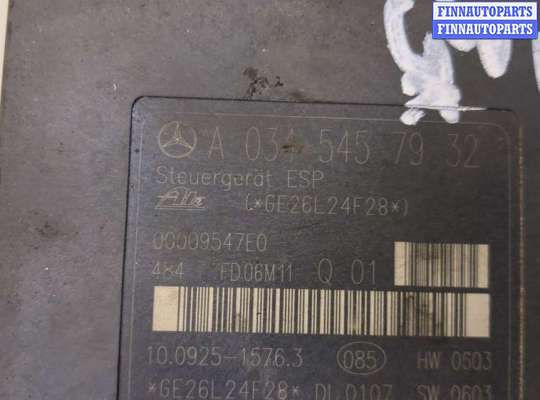 FINNAUTOPARTS
FINNAUTOPARTS
A 034 545 79 32
Steuergerät ESP
Ate (*GE26L24F28*)
00009547E0
484 FD06M11 Q 01
10.0925-1576.3 085 HW 0503
*GE26L24F28* DL 0107 SW 0603